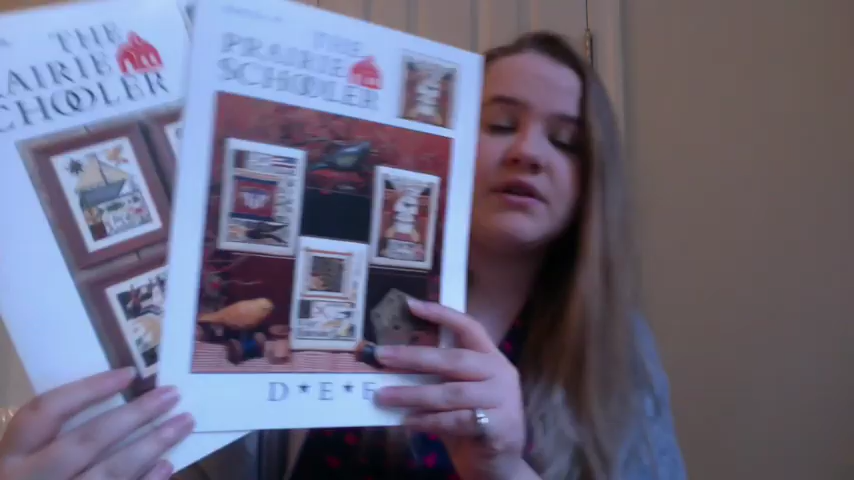 THE
AIRIE
CHOOLER
THE
PRAIRIE
SCHOOLER
D★E★F